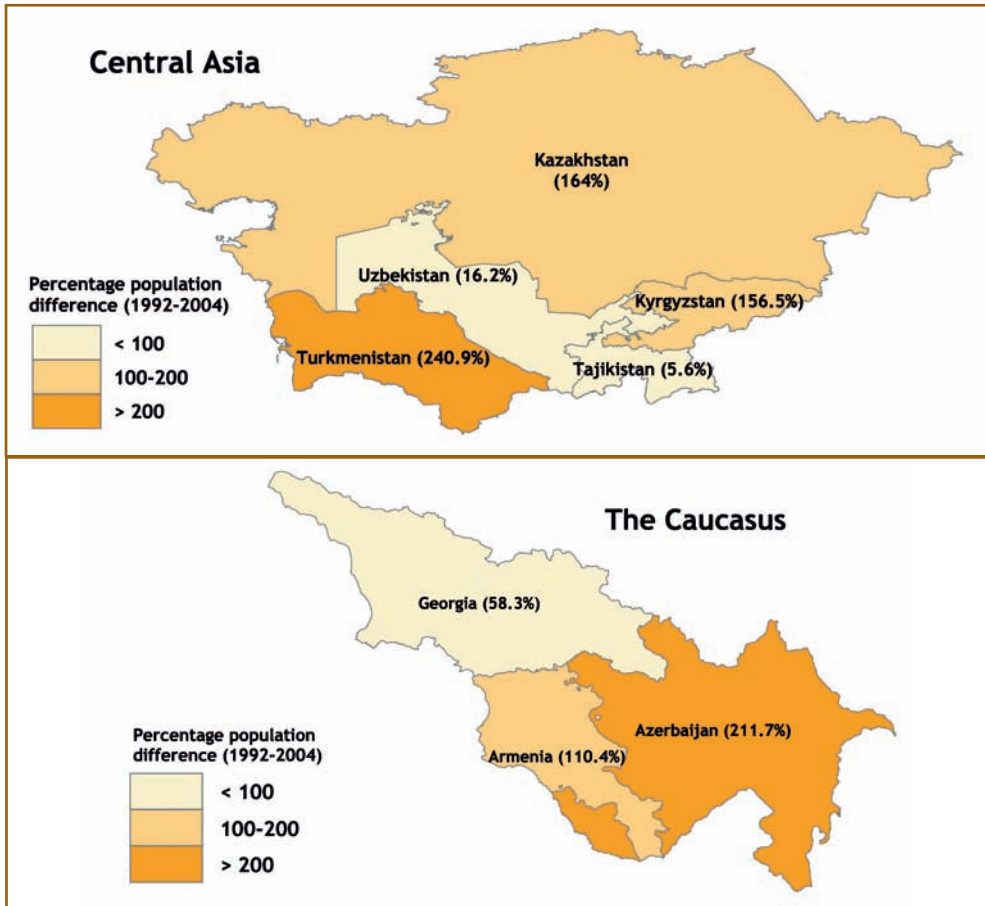 Central Asia
Kazakhstan
(164%)
Uzbekistan (16.2%)
Kyrgyzstan (156.5%)
Turkmenistan (240.9%)
Tajikistan (5.6%)
Percentage population
difference (1992-2004)
< 100
100-200
> 200
The Caucasus
Georgia (58.3%)
Azerbaijan (211.7%)
Armenia (110.4%)
Percentage population
difference (1992-2004)
< 100
100-200
> 200